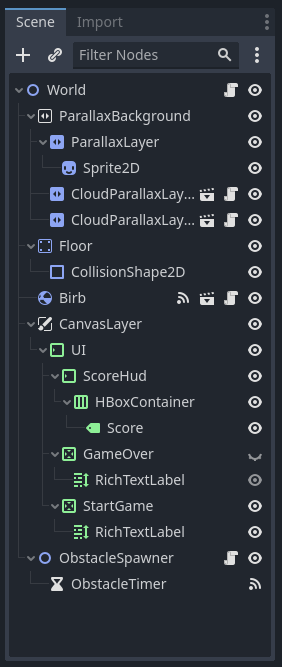 Scene
Import
Filter Nodes
World
ParallaxBackground
ParallaxLayer
Sprite2D
CloudParallaxLay...
CloudParallaxLay...
Floor
CollisionShape2D
Birb
CanvasLayer
UI
ScoreHud
HBoxContainer
Score
GameOver
RichTextLabel
StartGame
RichTextLabel
ObstacleSpawner
ObstacleTimer